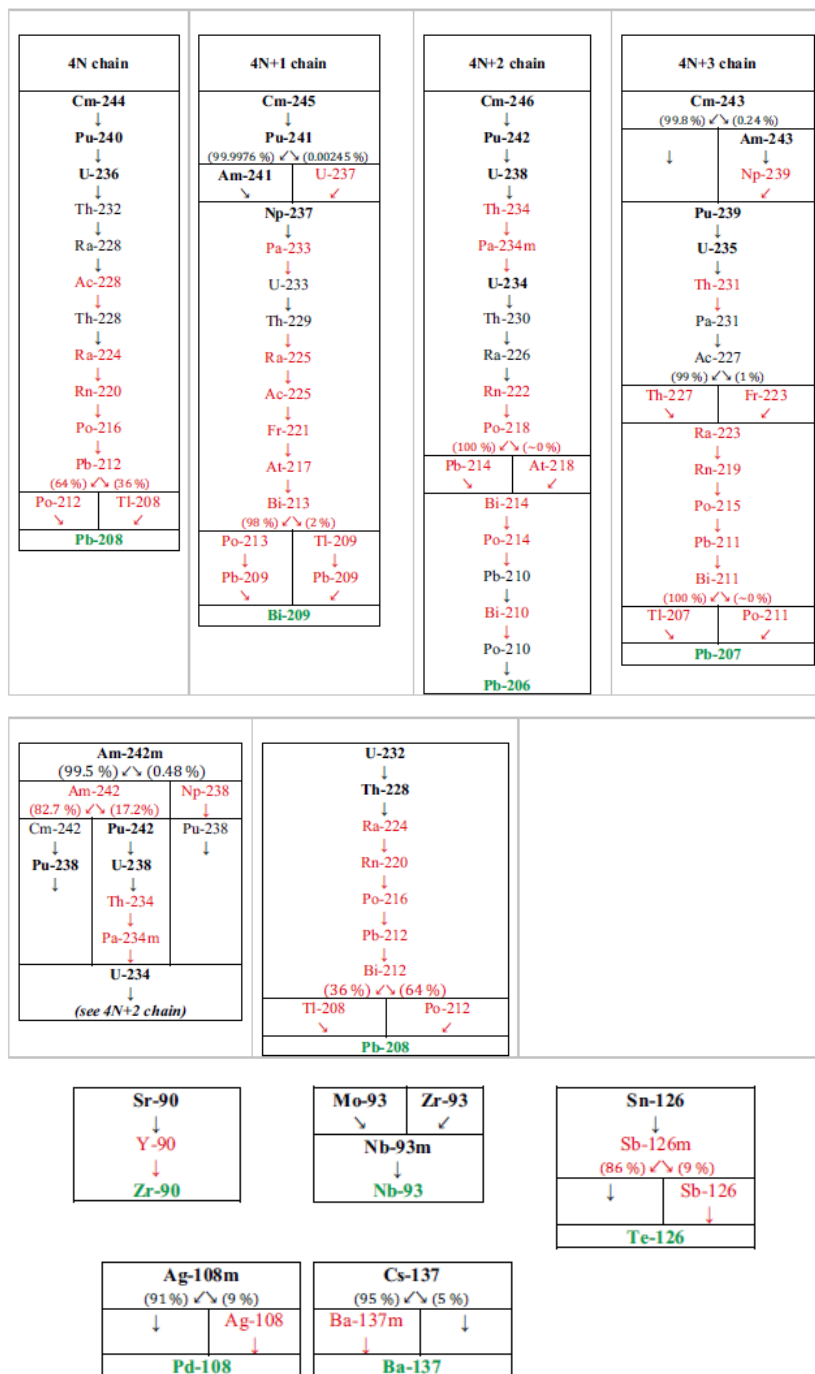 4N chain
Cm-244
↓
Pu-240
↓
U-236
↓
Th-232
↓
Ra-228
↓
Ac-228
↓
Th-228
↓
Ra-224
↓
Rn-220
↓
Po-216
↓
Pb-212
(64 %) ↙↘ (36 %)
Po-212 Tl-208
↘ ↙
Pb-208
4N+1 chain
Cm-245
↓
Pu-241
(99.9976 %) ↙↘ (0.00245 %)
Am-241 U-237
↘ ↙
Np-237
↓
Pa-233
↓
U-233
↓
Th-229
↓
Ra-225
↓
Ac-225
↓
Fr-221
↓
At-217
↓
Bi-213
(98 %) ↙↘ (2 %)
Po-213 Tl-209
↓ ↓
Pb-209 Pb-209
↘ ↙
Bi-209
4N+2 chain
Cm-246
↓
Pu-242
↓
U-238
↓
Th-234
↓
Pa-234m
↓
U-234
↓
Th-230
↓
Ra-226
↓
Rn-222
↓
Po-218
(100 %) ↙↘ (~0 %)
Pb-214 At-218
↘ ↙
Bi-214
↓
Po-214
↓
Pb-210
↓
Bi-210
↓
Po-210
↓
Pb-206
4N+3 chain
Cm-243
(99.8 %) ↙↘ (0.24 %)
Am-243
↓ ↓
Np-239
↙
Pu-239
↓
U-235
↓
Th-231
↓
Pa-231
↓
Ac-227
(99 %) ↙↘ (1 %)
Th-227 Fr-223
↘ ↙
Ra-223
↓
Rn-219
↓
Po-215
↓
Pb-211
↓
Bi-211
(100 %) ↙↘ (~0 %)
Tl-207 Po-211
↘ ↙
Pb-207
Am-242m
(99.5 %) ↙↘ (0.48 %)
Am-242 Np-238
(82.7 %) ↙↘ (17.2%) ↓
Cm-242 Pu-242 Pu-238
↓ ↓ ↓
Pu-238 U-238
↓ ↓
Th-234
↓
Pa-234m
↓
U-234
↓
(see 4N+2 chain)
U-232
↓
Th-228
↓
Ra-224
↓
Rn-220
↓
Po-216
↓
Pb-212
↓
Bi-212
(36 %) ↙↘ (64 %)
Tl-208 Po-212
↘ ↙
Pb-208
Sr-90
↓
Y-90
↓
Zr-90
Mo-93 Zr-93
↘ ↙
Nb-93m
↓
Nb-93
Sn-126
↓
Sb-126m
(86 %) ↙↘ (9 %)
↓ Sb-126
↓
Te-126
Ag-108m
(91 %) ↙↘ (9 %)
↓ Ag-108
↓
Pd-108
Cs-137
(95 %) ↙↘ (5 %)
Ba-137m ↓
↓
Ba-137